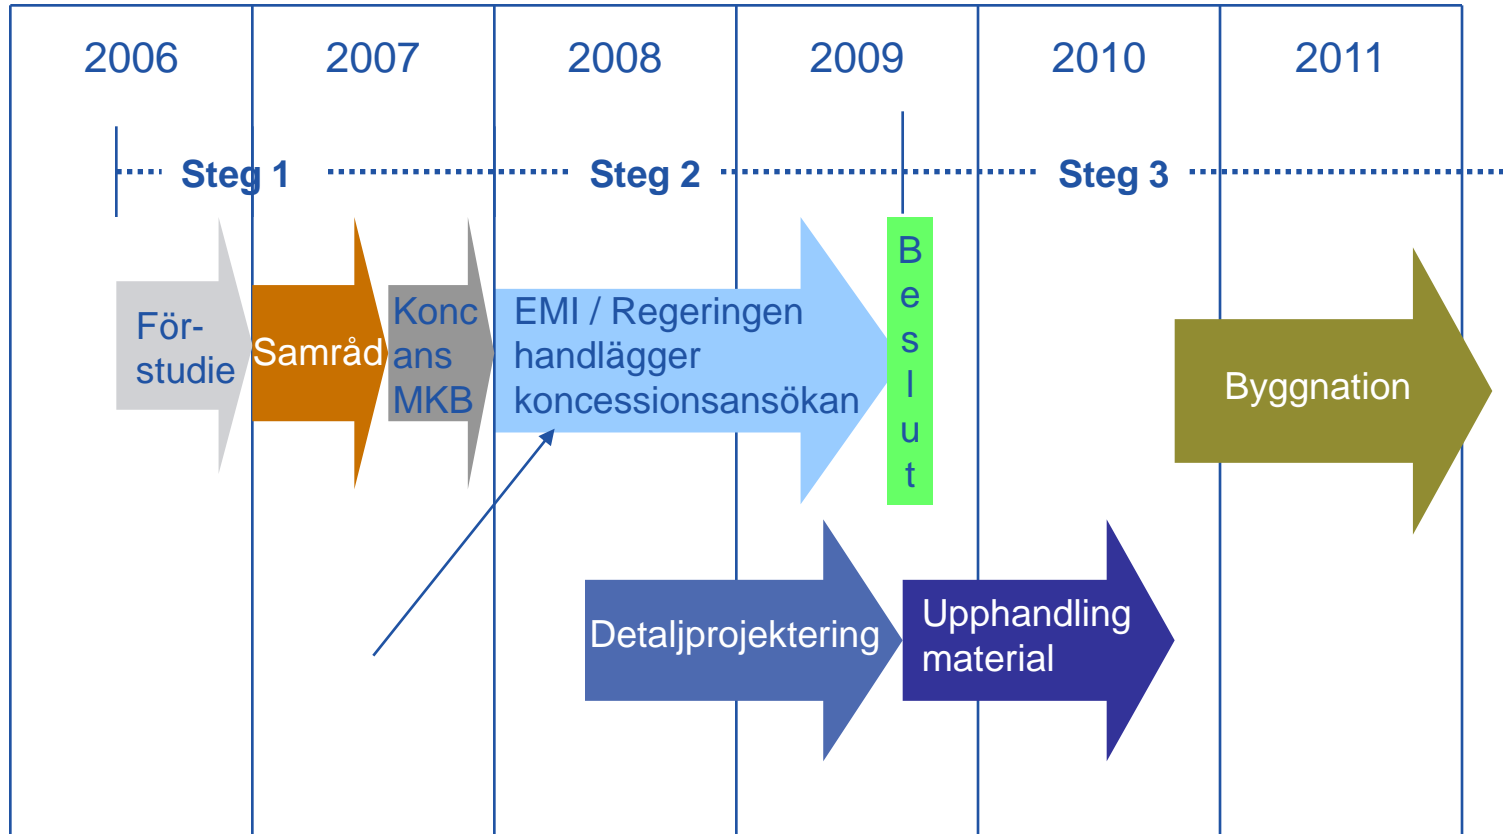 2006 2007 2008 2009 2010 2011
Steg 1 Steg 2 Steg 3
För-
studie
Samråd
Konc
ans
MKB
EMI / Regeringen
handlägger
koncessionsansökan
B
e
s
l
u
t
Byggnation
Detaljprojektering
Upphandling
material